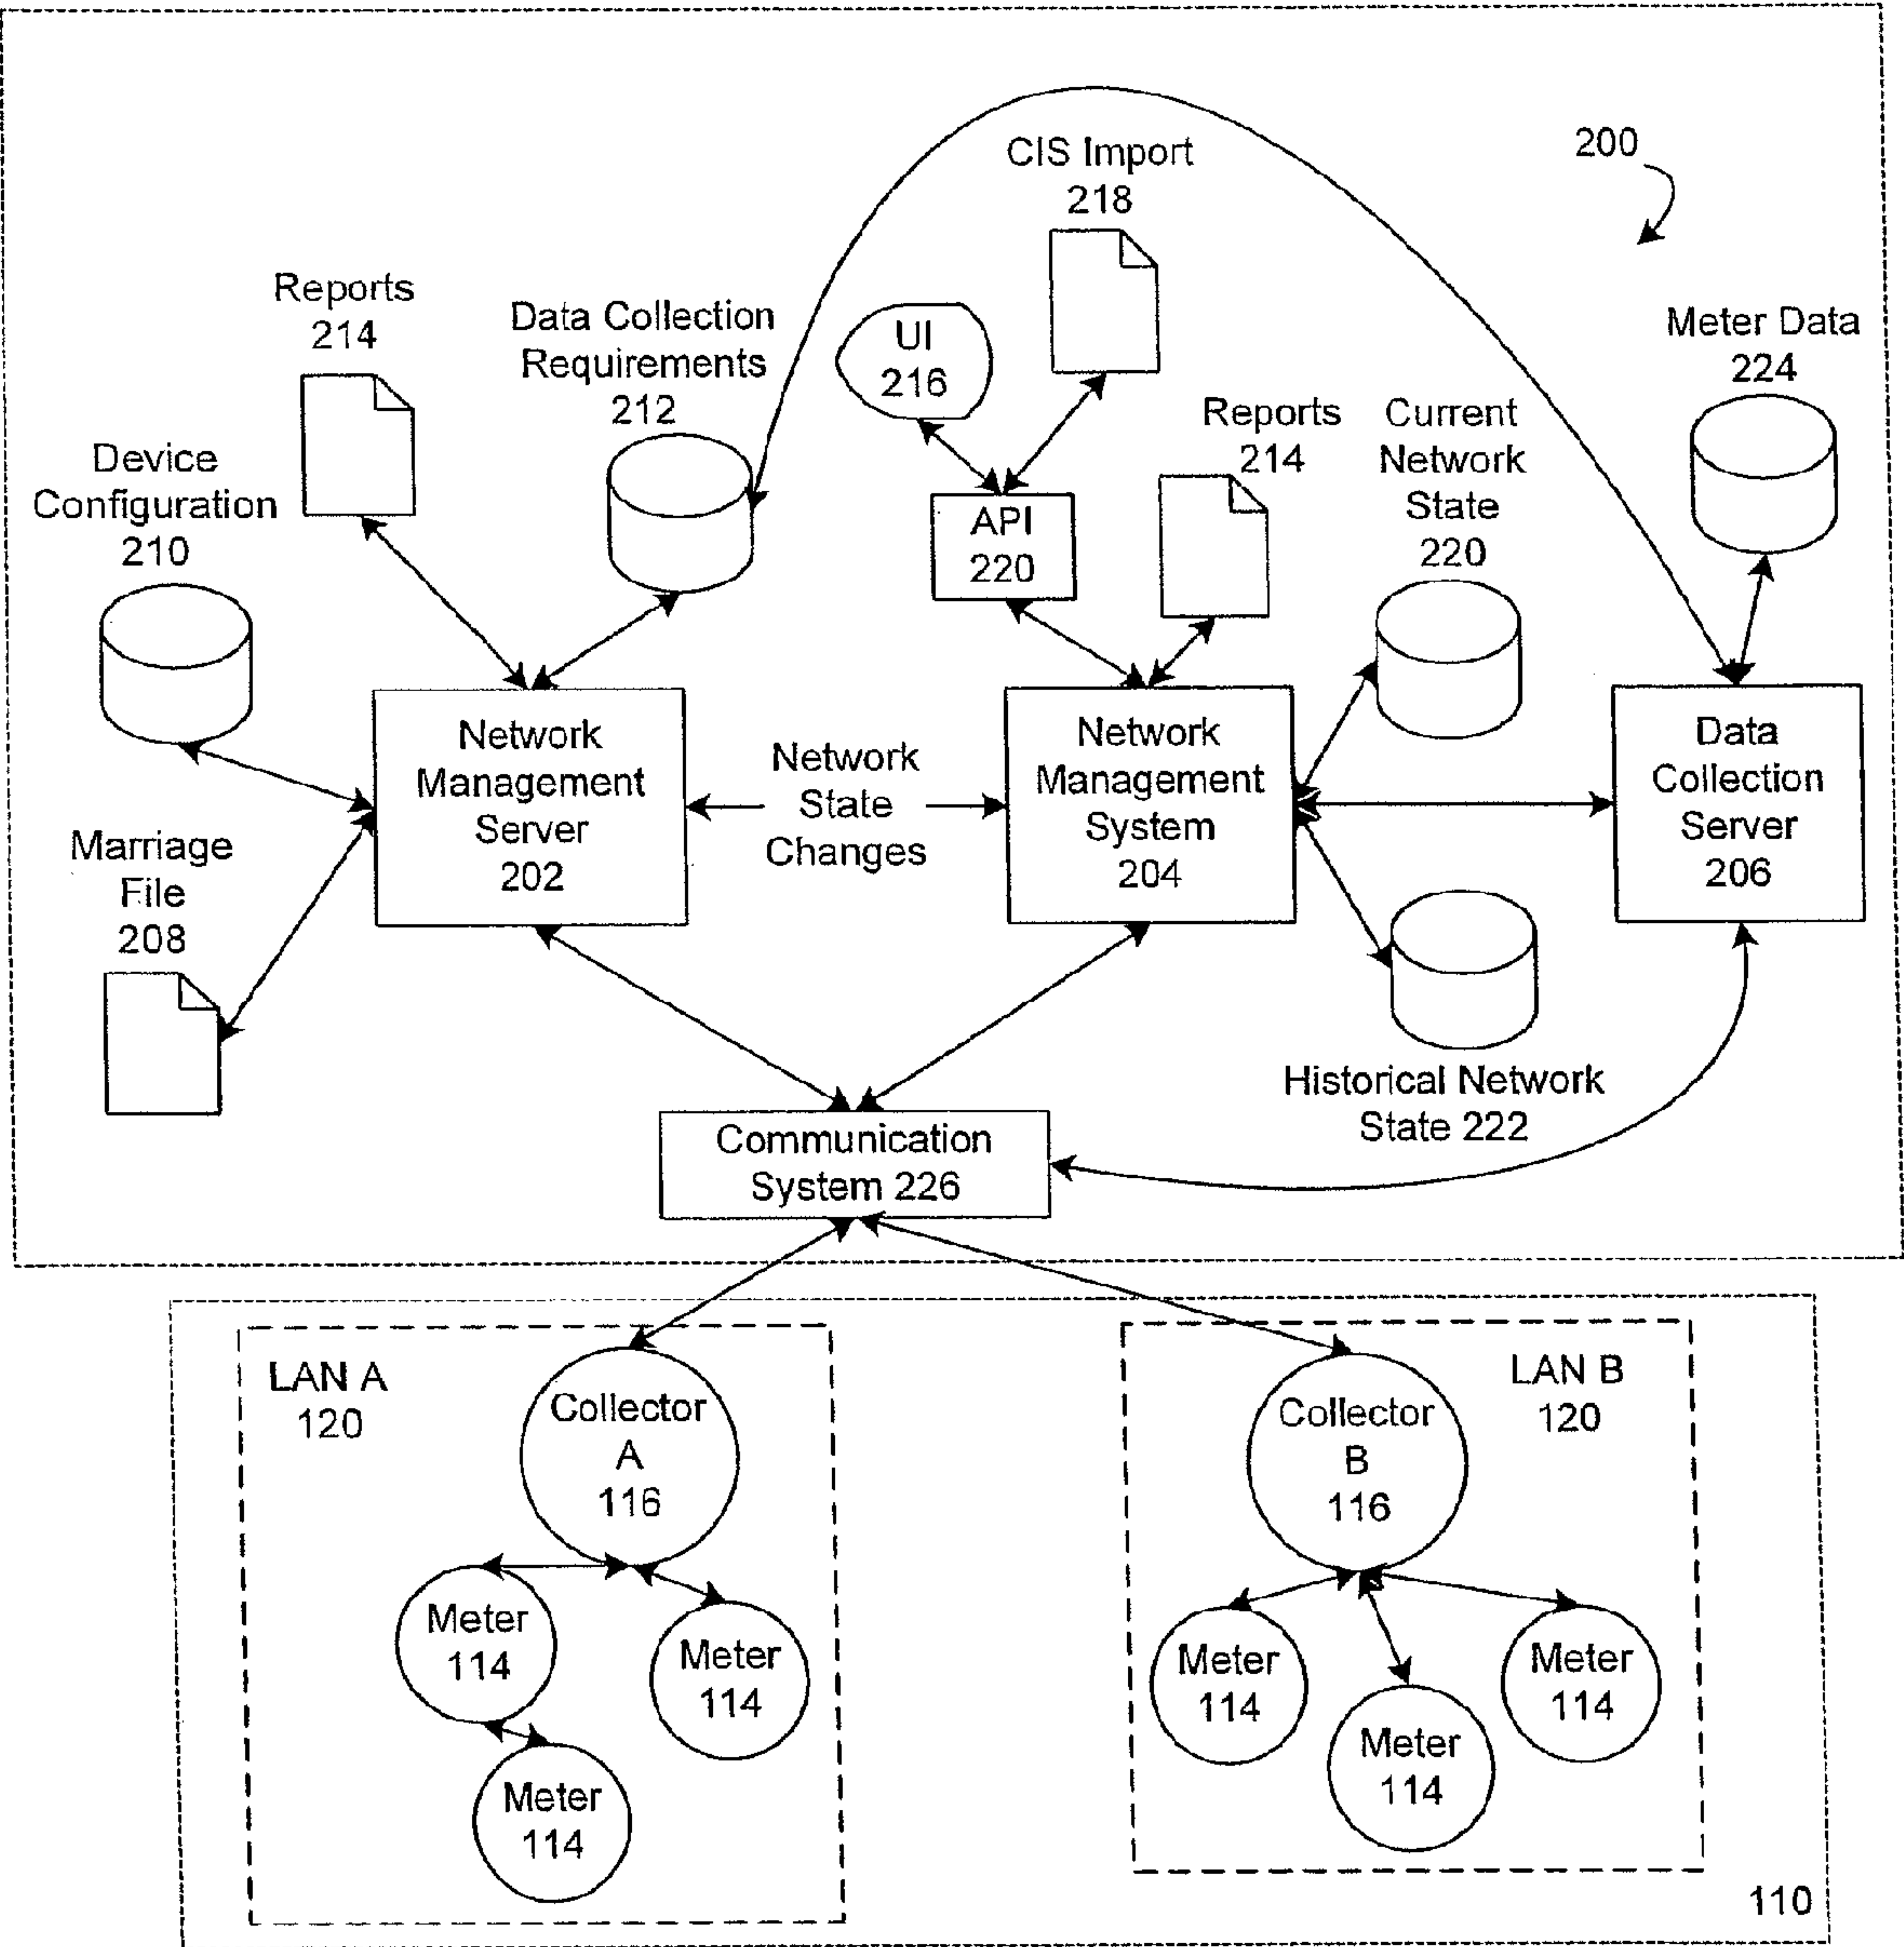 200
CIS Import
218
Reports
214
Data Collection
Requirements
212
UI
216
Meter Data
224
Reports
214
Current
Network
State
220
Device
Configuration
210
API
220
Network
Management
Server
202
Network
State
Changes
Network
Management
System
204
Data
Collection
Server
206
Marriage
File
208
Historical Network
State 222
Communication
System 226
LAN A
120
Collector
A
116
Meter
114
Meter
114
Meter
114
LAN B
120
Collector
B
116
Meter
114
Meter
114
Meter
114
110